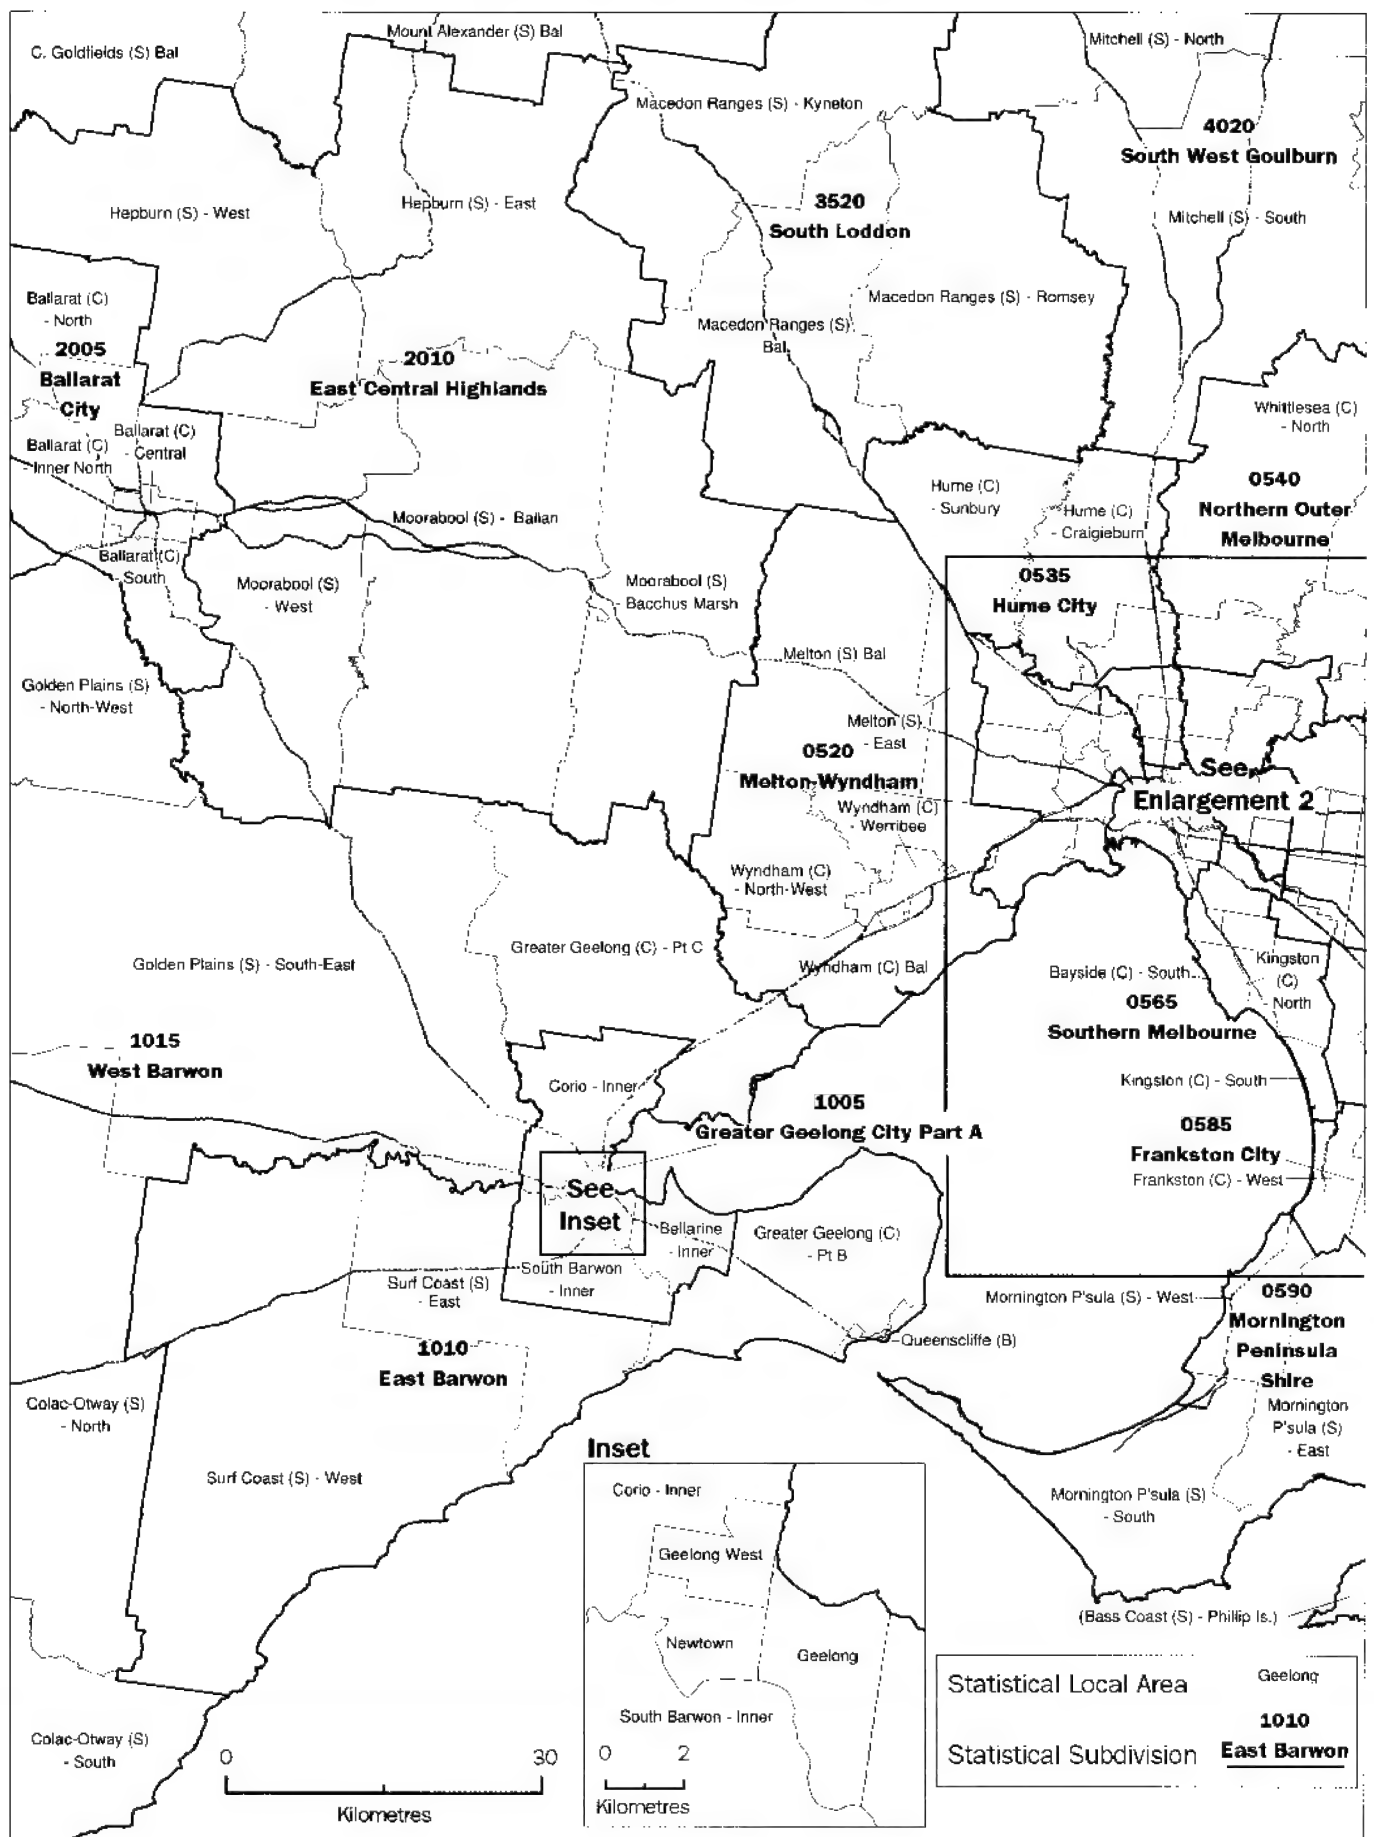 C. Goldfields (S) Bal
Mount Alexander (S) Bal
Mitchell (S) - North
Macedon Ranges (S) - Kyneton
4020
South West Goulburn
Hepburn (S) - West
Hepburn (S) - East
3520
South Loddon
Mitchell (S) - South
Ballarat (C)
- North
Macedon Ranges (S) - Romsey
Macedon Ranges (S)
Bal
2005
Ballarat
City
2010
East Central Highlands
Whittlesea (C)
- North
Ballarat (C)
- Central
Ballarat (C)
- Inner North
Hume (C)
- Sunbury
0540
Northern Outer
Melbourne
Moorabool (S) - Ballan
Hume (C)
- Craigieburn
Ballarat (C)
- South
Moorabool (S)
- West
Moorabool (S)
- Bacchus Marsh
0535
Hume City
Melton (S) Bal
Golden Plains (S)
- North-West
Melton (S)
- East
0520
Melton-Wyndham
See
Enlargement 2
Wyndham (C)
- Werribee
Wyndham (C)
- North-West
Greater Geelong (C) - Pt C
Golden Plains (S) - South-East
Wyndham (C) Bal
Bayside (C) - South
Kingston
(C)
- North
0565
Southern Melbourne
1015
West Barwon
Corio - Inner
Kingston (C) - South
1005
Greater Geelong City Part A
0585
Frankston City
Frankston (C) - West
See
Inset
Bellarine
- Inner
Greater Geelong (C)
- Pt B
South Barwon
- Inner
Surf Coast (S)
- East
Mornington P'sula (S) - West
0590
Mornington
Peninsula
Shire
Queenscliffe (B)
1010
East Barwon
Colac-Otway (S)
- North
Mornington
P'sula (S)
- East
Inset
Surf Coast (S) - West
Corio - Inner
Mornington P'sula (S)
- South
Geelong West
(Bass Coast (S) - Phillip Is.)
Newtown
Geelong
South Barwon - Inner
Colac-Otway (S)
- South
0 30
Kilometres
0 2
Kilometres
Statistical Local Area Geelong
1010
Statistical Subdivision East Barwon